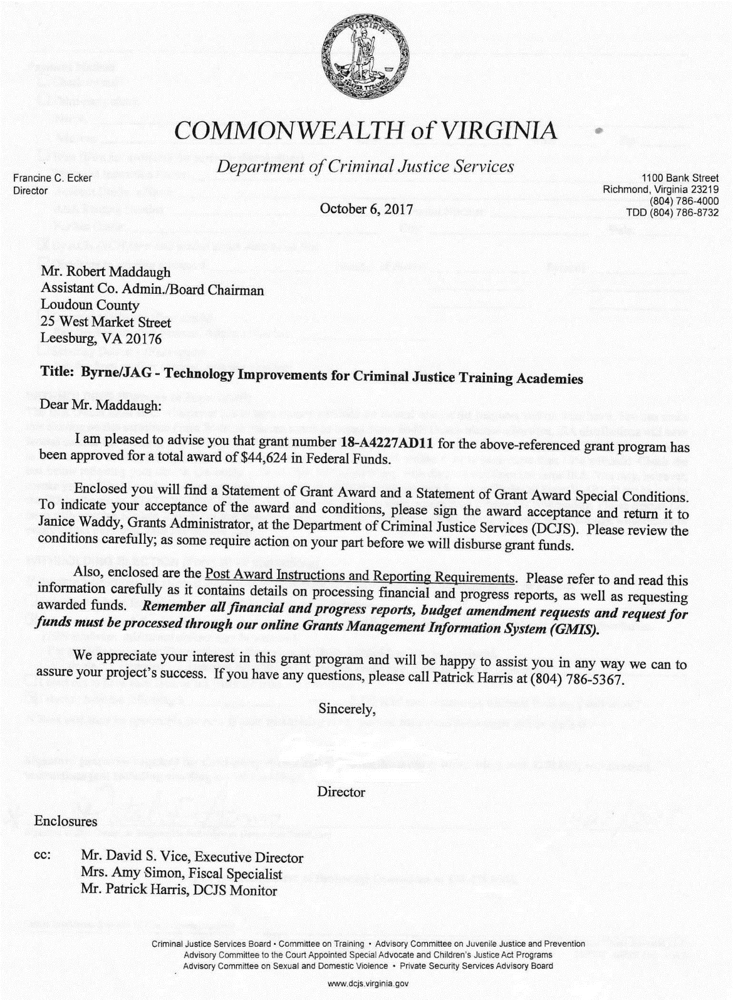 VIRGINIA
SIC SEMPER TYRANNIS
COMMONWEALTH of VIRGINIA
Department of Criminal Justice Services
Francine C. Ecker
Director
1100 Bank Street
Richmond, Virginia 23219
(804) 786-4000
TDD (804) 786-8732
October 6, 2017
Mr. Robert Maddaugh
Assistant Co. Admin./Board Chairman
Loudoun County
25 West Market Street
Leesburg, VA 20176
Title: Byrne/JAG - Technology Improvements for Criminal Justice Training Academies
Dear Mr. Maddaugh:
I am pleased to advise you that grant number 18-A4227AD11 for the above-referenced grant program has
been approved for a total award of $44,624 in Federal Funds.
Enclosed you will find a Statement of Grant Award and a Statement of Grant Award Special Conditions.
To indicate your acceptance of the award and conditions, please sign the award acceptance and return it to
Janice Waddy, Grants Administrator, at the Department of Criminal Justice Services (DCJS). Please review the
conditions carefully; as some require action on your part before we will disburse grant funds.
Also, enclosed are the Post Award Instructions and Reporting Requirements. Please refer to and read this
information carefully as it contains details on processing financial and progress reports, as well as requesting
awarded funds. Remember all financial and progress reports, budget amendment requests and request for
funds must be processed through our online Grants Management Information System (GMIS).
We appreciate your interest in this grant program and will be happy to assist you in any way we can to
assure your project's success. If you have any questions, please call Patrick Harris at (804) 786-5367.
Sincerely,
Director
Enclosures
cc: Mr. David S. Vice, Executive Director
Mrs. Amy Simon, Fiscal Specialist
Mr. Patrick Harris, DCJS Monitor
Criminal Justice Services Board • Committee on Training • Advisory Committee on Juvenile Justice and Prevention
Advisory Committee to the Court Appointed Special Advocate and Children's Justice Act Programs
Advisory Committee on Sexual and Domestic Violence • Private Security Services Advisory Board
www.dcjs.virginia.gov